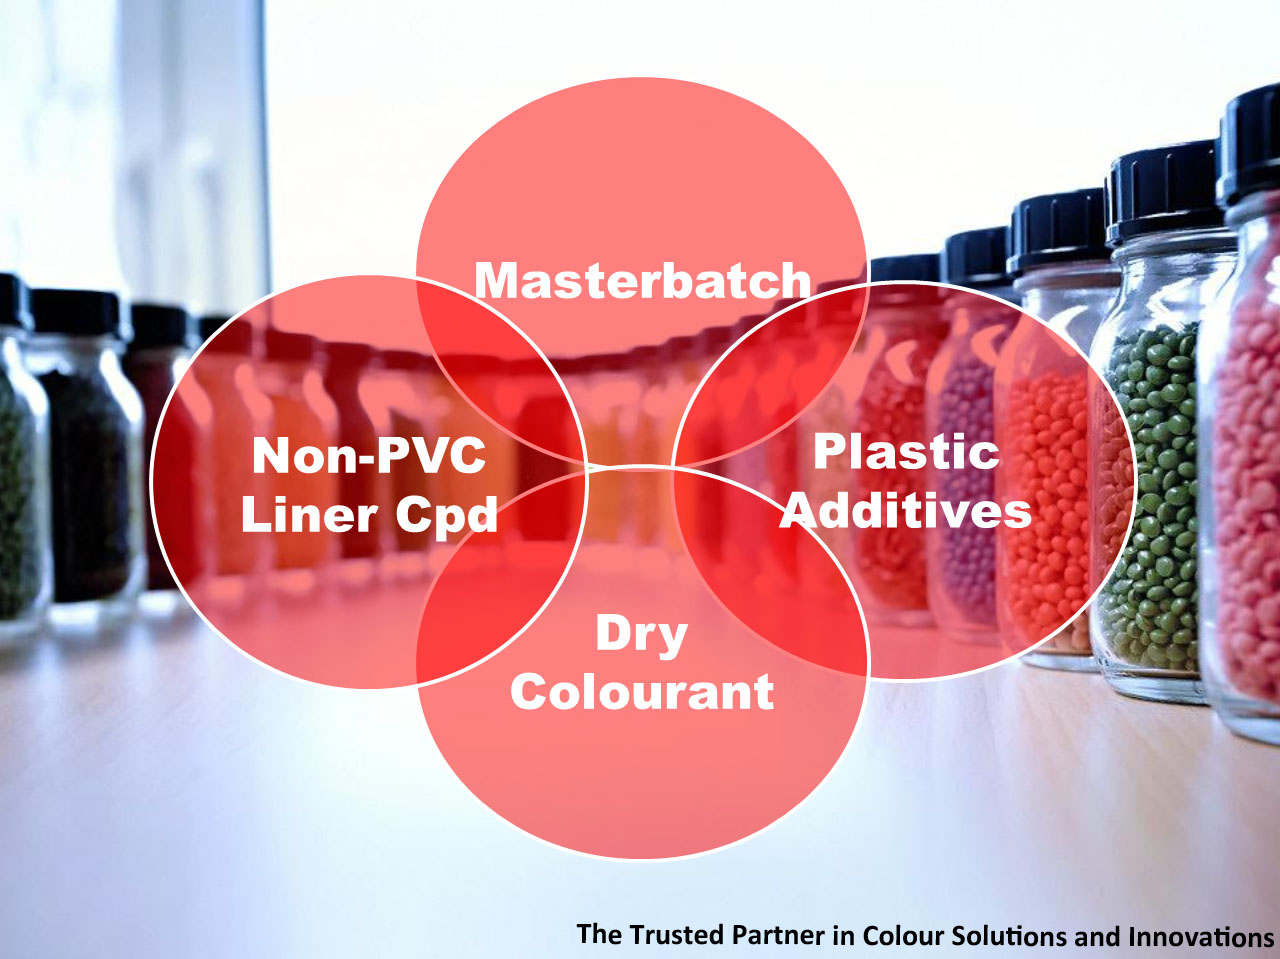 Masterbatch
Non-PVC
Liner Cpd
Plastic
Additives
Dry
Colourant
The Trusted Partner in Colour Solutions and Innovations